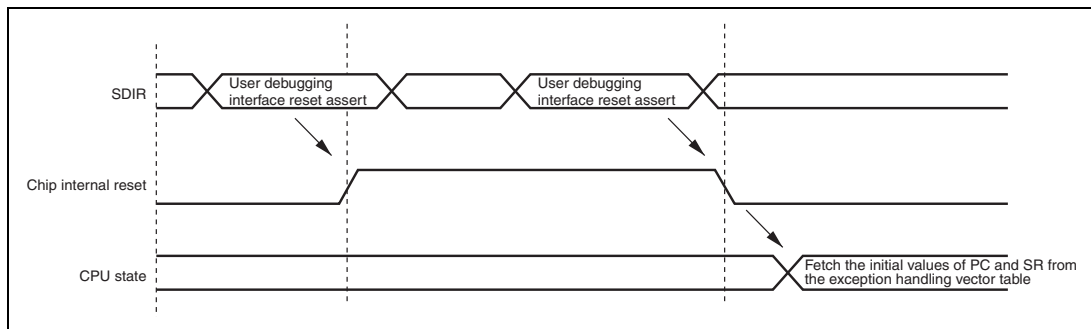 SDIR
User debugging
interface reset assert
User debugging
interface reset assert
Chip internal reset
CPU state
Fetch the initial values of PC and SR from
the exception handling vector table